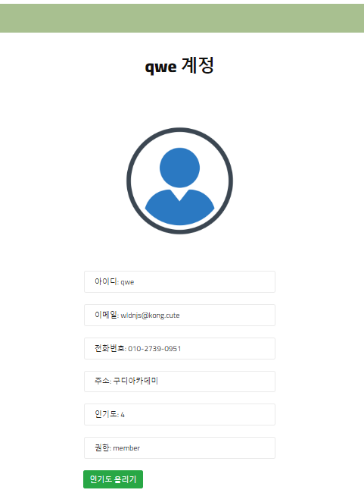 qwe 계정
아이디: qwe
이메일: wldnjs@kong.cute
전화번호: 010-2739-0951
주소: 구디아카데미
인기도: 4
권한: member
인기도 올리기